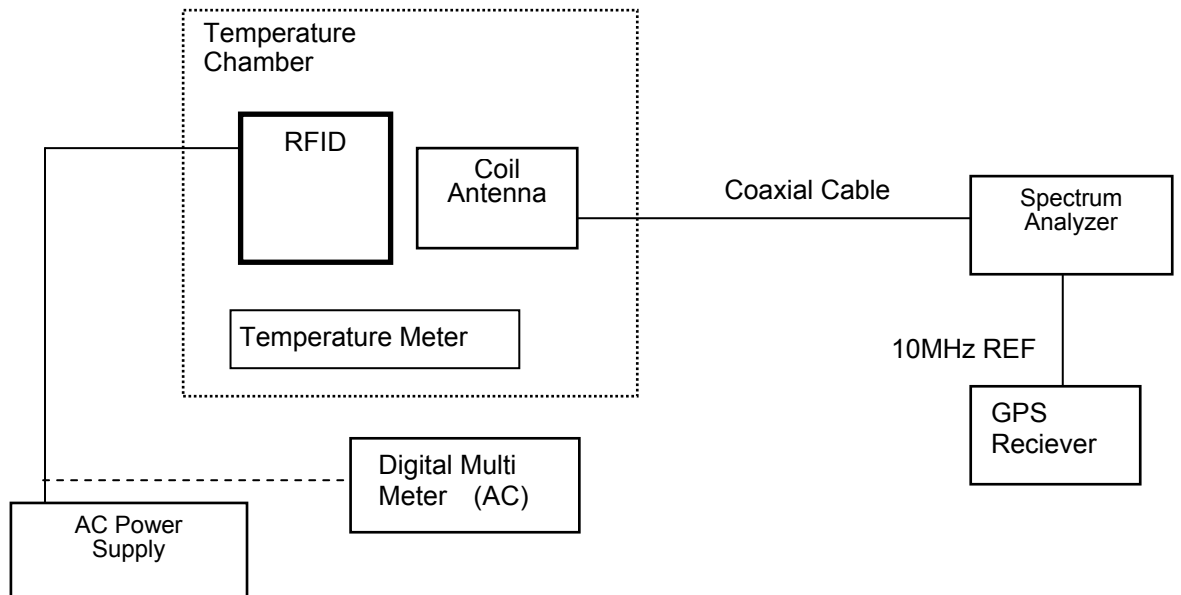 Temperature
Chamber
RFID
Coil
Antenna
Coaxial Cable
Spectrum
Analyzer
Temperature Meter
10MHz REF
GPS
Reciever
Digital Multi
Meter (AC)
AC Power
Supply